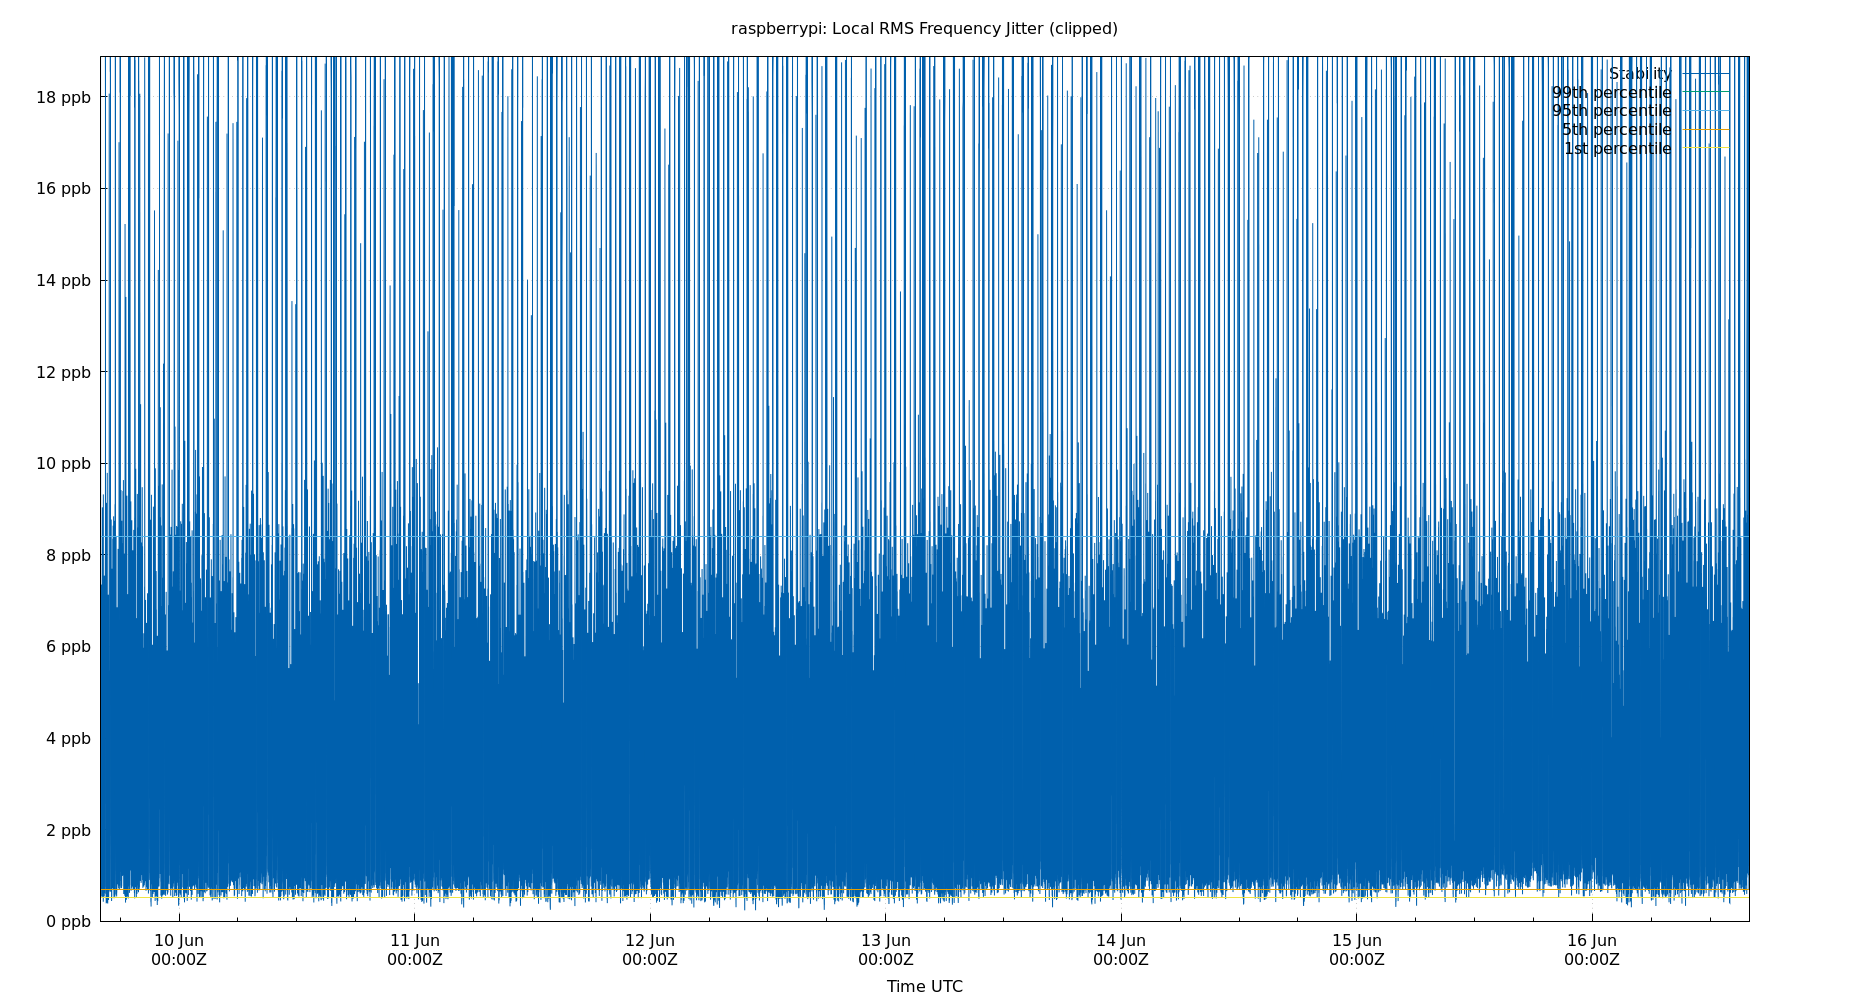 raspberrypi: Local RMS Frequency Jitter (clipped)
Stability
99th percentile
95th percentile
5th percentile
1st percentile
18 ppb
16 ppb
14 ppb
12 ppb
10 ppb
8 ppb
6 ppb
4 ppb
2 ppb
0 ppb
10 Jun 11 Jun 12 Jun 13 Jun 14 Jun 15 Jun 16 Jun
00:00Z 00:00Z 00:00Z 00:00Z 00:00Z 00:00Z 00:00Z
Time UTC